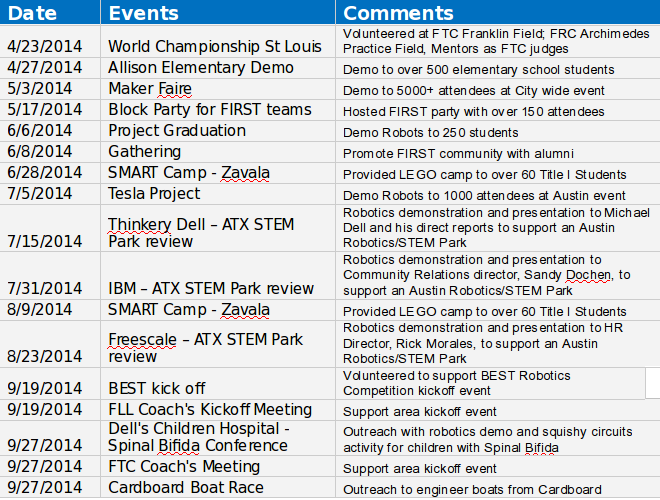 Date Events Comments
4/23/2014 World Championship St Louis Volunteered at FTC Franklin Field; FRC Archimedes
Practice Field, Mentors as FTC judges
4/27/2014 Allison Elementary Demo Demo to over 500 elementary school students
5/3/2014 Maker Faire Demo to 5000+ attendees at City wide event
5/17/2014 Block Party for FIRST teams Hosted FIRST party with over 150 attendees
6/6/2014 Project Graduation Demo Robots to 250 students
6/8/2014 Gathering Promote FIRST community with alumni
6/28/2014 SMART Camp - Zavala Provided LEGO camp to over 60 Title I Students
7/5/2014 Tesla Project Demo Robots to 1000 attendees at Austin event
7/15/2014 Thinkery Dell – ATX STEM
Park review
Robotics demonstration and presentation to Michael
Dell and his direct reports to support an Austin
Robotics/STEM Park
7/31/2014 IBM – ATX STEM Park review Robotics demonstration and presentation to
Community Relations director, Sandy Dochen, to
support an Austin Robotics/STEM Park
8/9/2014 SMART Camp - Zavala Provided LEGO camp to over 60 Title I Students
8/23/2014 Freescale – ATX STEM Park
review
Robotics demonstration and presentation to HR
Director, Rick Morales, to support an Austin
Robotics/STEM Park
9/19/2014 BEST kick off Volunteered to support BEST Robotics
Competition kickoff event
9/19/2014 FLL Coach's Kickoff Meeting Support area kickoff event
9/27/2014 Dell's Children Hospital -
Spinal Bifida Conference
Outreach with robotics demo and squishy circuits
activity for children with Spinal Bifida
9/27/2014 FTC Coach's Meeting Support area kickoff event
9/27/2014 Cardboard Boat Race Outreach to engineer boats from Cardboard